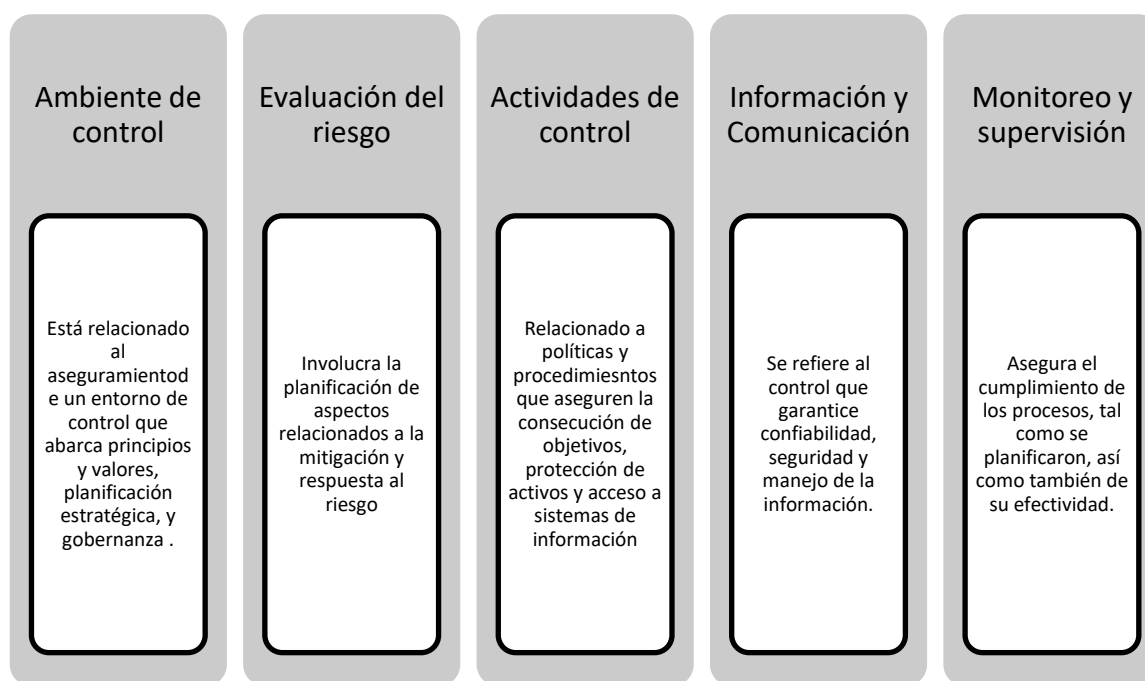 Ambiente de
control
Está relacionado
al
aseguramientod
e un entorno de
control que
abarca principios
y valores,
planificación
estratégica, y
gobernanza .
Evaluación del
riesgo
Involucra la
planificación de
aspectos
relacionados a la
mitigación y
respuesta al
riesgo
Actividades de
control
Relacionado a
políticas y
procedimiesntos
que aseguren la
consecución de
objetivos,
protección de
activos y acceso a
sistemas de
información
Información y
Comunicación
Se refiere al
control que
garantice
confiabilidad,
seguridad y
manejo de la
información.
Monitoreo y
supervisión
Asegura el
cumplimiento de
los procesos, tal
como se
planificaron, así
como también de
su efectividad.